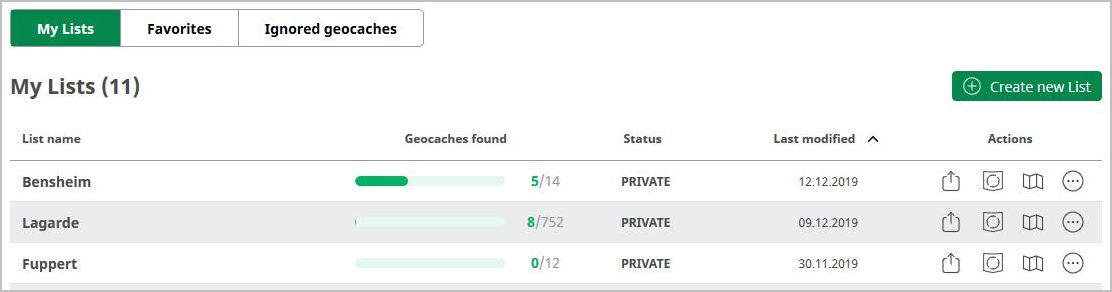 My Lists Favorites Ignored geocaches
My Lists (11) Create new List
List name Geocaches found Status Last modified Actions
Bensheim 5/14 PRIVATE 12.12.2019
Lagarde 8/752 PRIVATE 09.12.2019
Fuppert 0/12 PRIVATE 30.11.2019